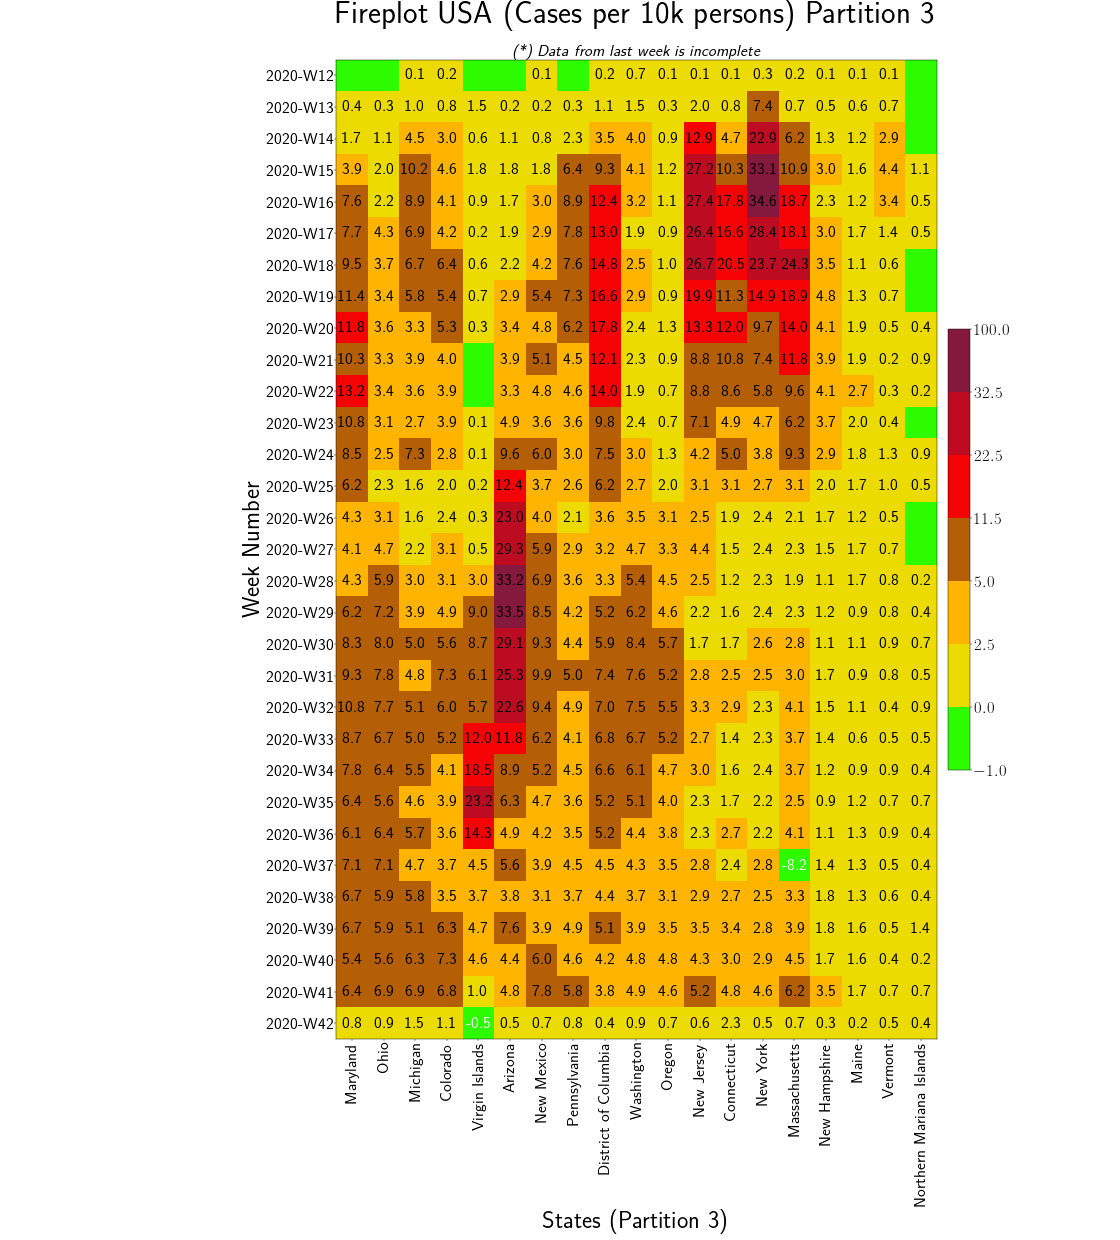 Fireplot USA (Cases per 10k persons) Partition 3
(*) Data from last week is incomplete
2020-W12 0.1 0.2 0.1 0.2 0.7 0.1 0.1 0.1 0.3 0.2 0.1 0.1 0.1
2020-W13 0.4 0.3 1.0 0.8 1.5 0.2 0.2 0.3 1.1 1.5 0.3 2.0 0.8 7.4 0.7 0.5 0.6 0.7
2020-W14 1.7 1.1 4.5 3.0 0.6 1.1 0.8 2.3 3.5 4.0 0.9 12.9 4.7 22.9 6.2 1.3 1.2 2.9
2020-W15 3.9 2.0 10.2 4.6 1.8 1.8 1.8 6.4 9.3 4.1 1.2 27.2 10.3 33.1 10.9 3.0 1.6 4.4 1.1
2020-W16 7.6 2.2 8.9 4.1 0.9 1.7 3.0 8.9 12.4 3.2 1.1 27.4 17.8 34.6 18.7 2.3 1.2 3.4 0.5
2020-W17 7.7 4.3 6.9 4.2 0.2 1.9 2.9 7.8 13.0 1.9 0.9 26.4 16.6 28.4 18.1 3.0 1.7 1.4 0.5
2020-W18 9.5 3.7 6.7 6.4 0.6 2.2 4.2 7.6 14.8 2.5 1.0 26.7 20.5 23.7 24.3 3.5 1.1 0.6
2020-W19 11.4 3.4 5.8 5.4 0.7 2.9 5.4 7.3 16.6 2.9 0.9 19.9 11.3 14.9 18.9 4.8 1.3 0.7
2020-W20 11.8 3.6 3.3 5.3 0.3 3.4 4.8 6.2 17.8 2.4 1.3 13.3 12.0 9.7 14.0 4.1 1.9 0.5 0.4
2020-W21 10.3 3.3 3.9 4.0 3.9 5.1 4.5 12.1 2.3 0.9 8.8 10.8 7.4 11.8 3.9 1.9 0.2 0.9
2020-W22 13.2 3.4 3.6 3.9 3.3 4.8 4.6 14.0 1.9 0.7 8.8 8.6 5.8 9.6 4.1 2.7 0.3 0.2
2020-W23 10.8 3.1 2.7 3.9 0.1 4.9 3.6 3.6 9.8 2.4 0.7 7.1 4.9 4.7 6.2 3.7 2.0 0.4
2020-W24 8.5 2.5 7.3 2.8 0.1 9.6 6.0 3.0 7.5 3.0 1.3 4.2 5.0 3.8 9.3 2.9 1.8 1.3 0.9
2020-W25 6.2 2.3 1.6 2.0 0.2 12.4 3.7 2.6 6.2 2.7 2.0 3.1 3.1 2.7 3.1 2.0 1.7 1.0 0.5
2020-W26 4.3 3.1 1.6 2.4 0.3 23.0 4.0 2.1 3.6 3.5 3.1 2.5 1.9 2.4 2.1 1.7 1.2 0.5
2020-W27 4.1 4.7 2.2 3.1 0.5 29.3 5.9 2.9 3.2 4.7 3.3 4.4 1.5 2.4 2.3 1.5 1.7 0.7
2020-W28 4.3 5.9 3.0 3.1 3.0 33.2 6.9 3.6 3.3 5.4 4.5 2.5 1.2 2.3 1.9 1.1 1.7 0.8 0.2
2020-W29 6.2 7.2 3.9 4.9 9.0 33.5 8.5 4.2 5.2 6.2 4.6 2.2 1.6 2.4 2.3 1.2 0.9 0.8 0.4
2020-W30 8.3 8.0 5.0 5.6 8.7 29.1 9.3 4.4 5.9 8.4 5.7 1.7 1.7 2.6 2.8 1.1 1.1 0.9 0.7
2020-W31 9.3 7.8 4.8 7.3 6.1 25.3 9.9 5.0 7.4 7.6 5.2 2.8 2.5 2.5 3.0 1.7 0.9 0.8 0.5
2020-W32 10.8 7.7 5.1 6.0 5.7 22.6 9.4 4.9 7.0 7.5 5.5 3.3 2.9 2.3 4.1 1.5 1.1 0.4 0.9
2020-W33 8.7 6.7 5.0 5.2 12.0 11.8 6.2 4.1 6.8 6.7 5.2 2.7 1.4 2.3 3.7 1.4 0.6 0.5 0.5
2020-W34 7.8 6.4 5.5 4.1 18.5 8.9 5.2 4.5 6.6 6.1 4.7 3.0 1.6 2.4 3.7 1.2 0.9 0.9 0.4
2020-W35 6.4 5.6 4.6 3.9 23.2 6.3 4.7 3.6 5.2 5.1 4.0 2.3 1.7 2.2 2.5 0.9 1.2 0.7 0.7
2020-W36 6.1 6.4 5.7 3.6 14.3 4.9 4.2 3.5 5.2 4.4 3.8 2.3 2.7 2.2 4.1 1.1 1.3 0.9 0.4
2020-W37 7.1 7.1 4.7 3.7 4.5 5.6 3.9 4.5 4.5 4.3 3.5 2.8 2.4 2.8 -8.2 1.4 1.3 0.5 0.4
2020-W38 6.7 5.9 5.8 3.5 3.7 3.8 3.1 3.7 4.4 3.7 3.1 2.9 2.7 2.5 3.3 1.8 1.3 0.6 0.4
2020-W39 6.7 5.9 5.1 6.3 4.7 7.6 3.9 4.9 5.1 3.9 3.5 3.5 3.4 2.8 3.9 1.8 1.6 0.5 1.4
2020-W40 5.4 5.6 6.3 7.3 4.6 4.4 6.0 4.6 4.2 4.8 4.8 4.3 3.0 2.9 4.5 1.7 1.6 0.4 0.2
2020-W41 6.4 6.9 6.9 6.8 1.0 4.8 7.8 5.8 3.8 4.9 4.6 5.2 4.8 4.6 6.2 3.5 1.7 0.7 0.7
2020-W42 0.8 0.9 1.5 1.1 -0.5 0.5 0.7 0.8 0.4 0.9 0.7 0.6 2.3 0.5 0.7 0.3 0.2 0.5 0.4
Week Number
Maryland
Ohio
Michigan
Colorado
Virgin Islands
Arizona
New Mexico
Pennsylvania
District of Columbia
Washington
Oregon
New Jersey
Connecticut
New York
Massachusetts
New Hampshire
Maine
Vermont
Northern Mariana Islands
States (Partition 3)
100.0
32.5
22.5
11.5
5.0
2.5
0.0
−1.0